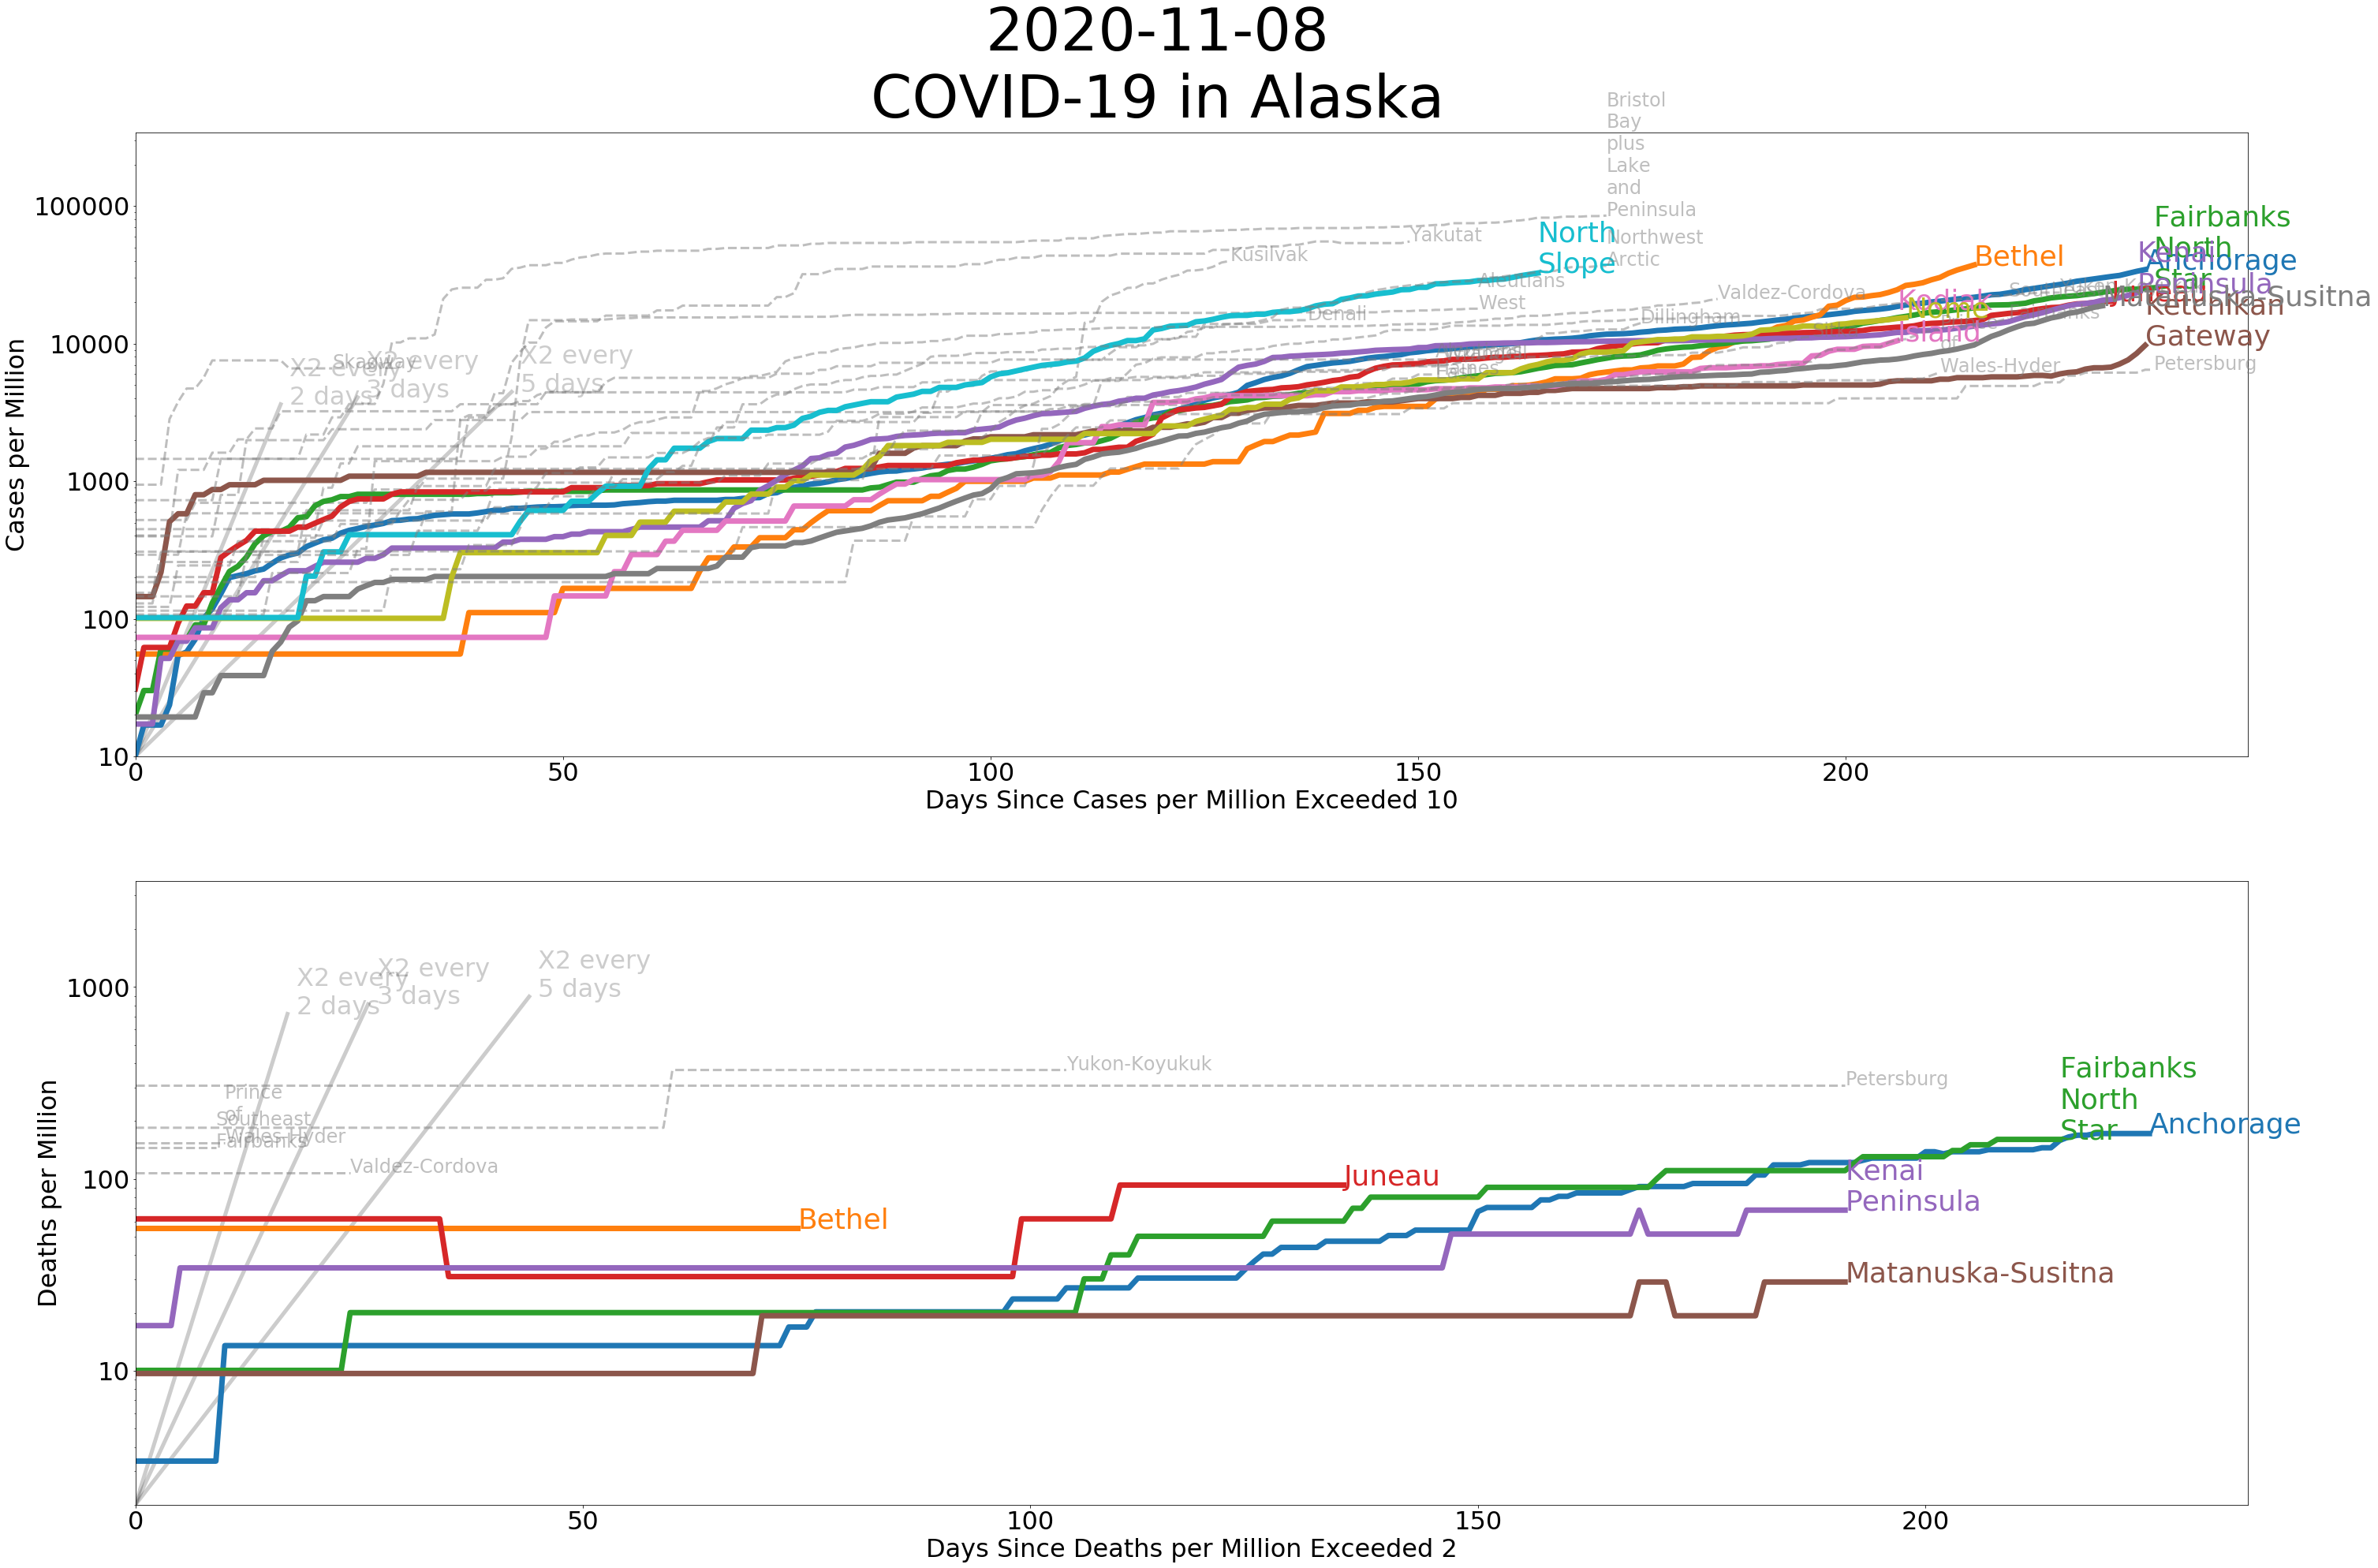 2020-11-08
COVID-19 in Alaska
Cases per Million
100000
10000
1000
100
10
X2 every
2 days
X2 every
3 days
X2 every
5 days
Skagway
Bristol
Bay
plus
Lake
and
Peninsula
Yakutat
Kusilvak
North
Slope
Northwest
Arctic
Aleutians
West
Denali
Valdez-Cordova
Dillingham
Haines
Bethel
Kodiak
Island
Nome
Wales-Hyder
Fairbanks
North
Star
Kenai
Peninsula
Anchorage
Juneau
Matanuska-Susitna
Ketchikan
Gateway
Petersburg
0
50
100
150
200
Days Since Cases per Million Exceeded 10
Deaths per Million
1000
100
10
X2 every
2 days
X2 every
3 days
X2 every
5 days
Prince
of
Wales-Hyder
Southeast
Fairbanks
Valdez-Cordova
Yukon-Koyukuk
Petersburg
Fairbanks
North
Star
Anchorage
Juneau
Kenai
Peninsula
Bethel
Matanuska-Susitna
0
50
100
150
200
Days Since Deaths per Million Exceeded 2